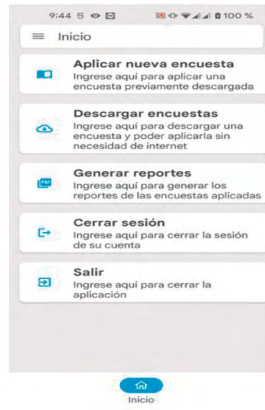 9:44
100 %
Inicio
Aplicar nueva encuesta
Ingrese aquí para aplicar una
encuesta previamente descargada
Descargar encuestas
Ingrese aquí para descargar una
encuesta y poder aplicarla sin
necesidad de internet
Generar reportes
Ingrese aquí para generar los
reportes de las encuestas aplicadas
Cerrar sesión
Ingrese aquí para cerrar la sesión
de su cuenta
Salir
Ingrese aquí para cerrar la
aplicación
Inicio